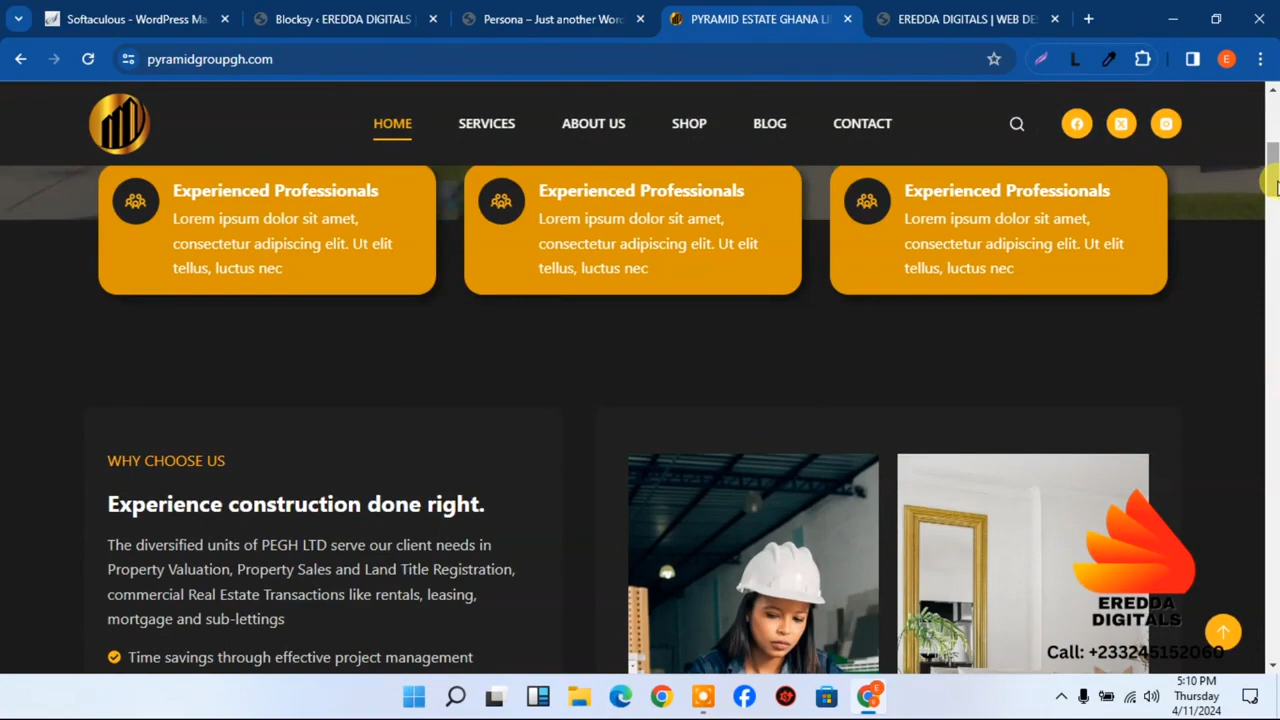 Softaculous - WordPress Ma
Blocksy ‹ EREDDA DIGITALS
Persona – Just another Wor
PYRAMID ESTATE GHANA LI
EREDDA DIGITALS | WEB DE
pyramidgroupgh.com
L
E
HOME
SERVICES
ABOUT US
SHOP
BLOG
CONTACT
Experienced Professionals
Lorem ipsum dolor sit amet,
consectetur adipiscing elit. Ut elit
tellus, luctus nec
Experienced Professionals
Lorem ipsum dolor sit amet,
consectetur adipiscing elit. Ut elit
tellus, luctus nec
Experienced Professionals
Lorem ipsum dolor sit amet,
consectetur adipiscing elit. Ut elit
tellus, luctus nec
WHY CHOOSE US
Experience construction done right.
The diversified units of PEGH LTD serve our client needs in
Property Valuation, Property Sales and Land Title Registration,
commercial Real Estate Transactions like rentals, leasing,
mortgage and sub-lettings
Time savings through effective project management
EREDDA
DIGITALS
Call: +233245152060
E
5:10 PM
Thursday
4/11/2024